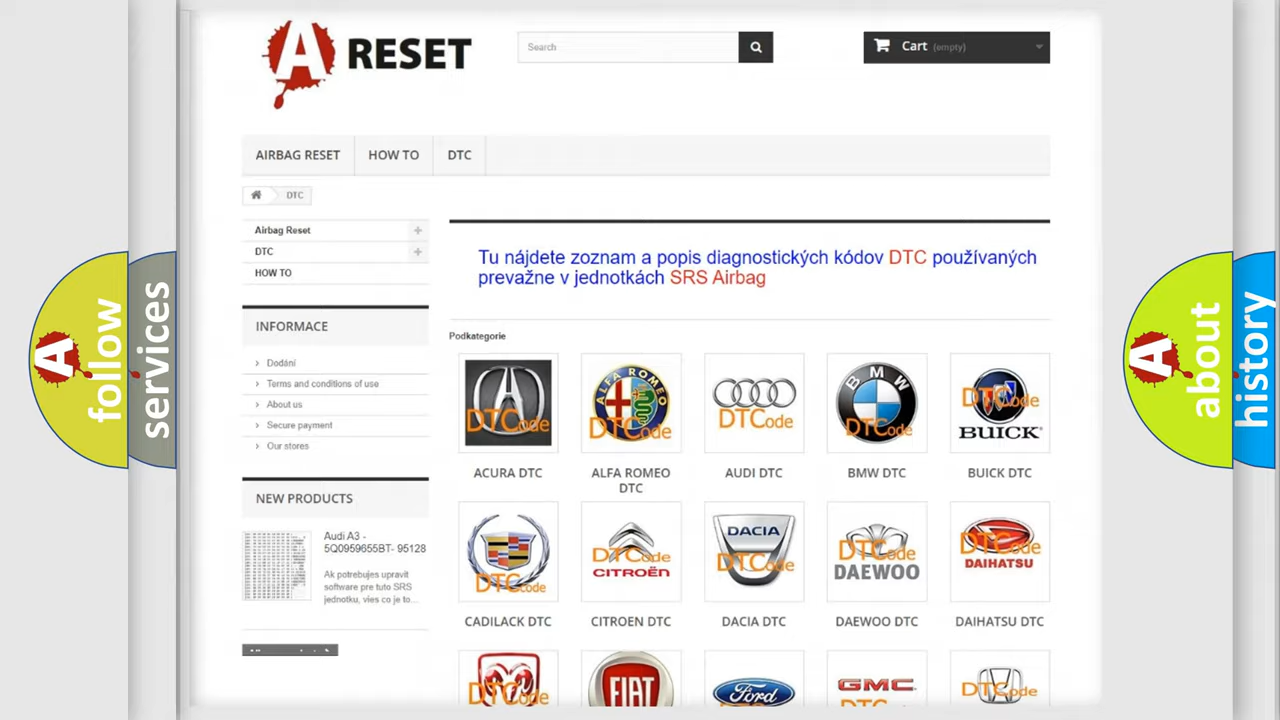 A RESET
Search
Cart (empty)
AIRBAG RESET
HOW TO
DTC
DTC
Airbag Reset
DTC
HOW TO
INFORMACE
Dodání
Terms and conditions of use
About us
Secure payment
Our stores
NEW PRODUCTS
Audi A3 -
5Q0959655BT- 95128
Ak potrebujes upravit
software pre tuto SRS
jednotku, vies co je to...
Tu nájdete zoznam a popis diagnostických kódov DTC používaných
prevažne v jednotkách SRS Airbag
Podkategorie
DTCode
ALFA ROMEO
DTCode
DTCode
BMW
DTCode
DTCode
BUICK
ACURA DTC
ALFA ROMEO
DTC
AUDI DTC
BMW DTC
BUICK DTC
DTCode
DTCode
CITROËN
DACIA
DTCode
DTCode
DAEWOO
DTCode
DAIHATSU
CADILACK DTC
CITROEN DTC
DACIA DTC
DAEWOO DTC
DAIHATSU DTC
DTCode
FIAT
Ford
GMC
DTCode
A follow
services
A about
history